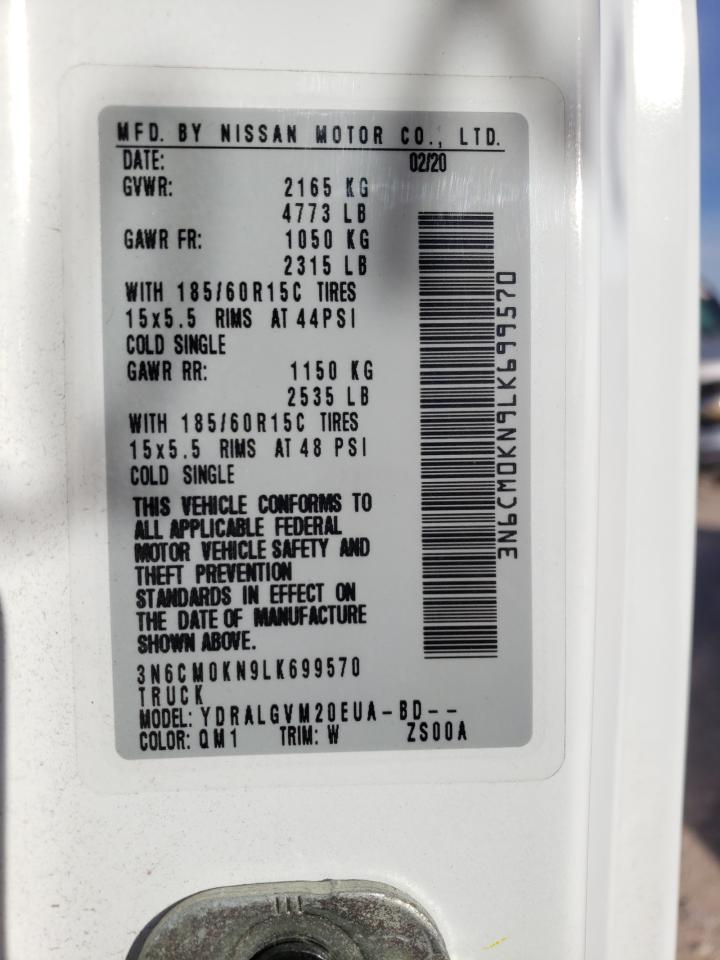 MFD. BY NISSAN MOTOR CO., LTD.
DATE: 02/20
GVWR: 2165 KG
4773 LB
GAWR FR: 1050 KG
2315 LB
WITH 185/60R15C TIRES
15x5.5 RIMS AT 44PSI
COLD SINGLE
GAWR RR: 1150 KG
2535 LB
WITH 185/60R15C TIRES
15x5.5 RIMS AT 48 PSI
COLD SINGLE
THIS VEHICLE CONFORMS TO
ALL APPLICABLE FEDERAL
MOTOR VEHICLE SAFETY AND
THEFT PREVENTION
STANDARDS IN EFFECT ON
THE DATE OF MANUFACTURE
SHOWN ABOVE.
3N6CM0KN9LK699570
TRUCK
MODEL: YDRALGVM20EUA-BD--
COLOR: QM1 TRIM: W ZS00A
3N6CM0KN9LK699570